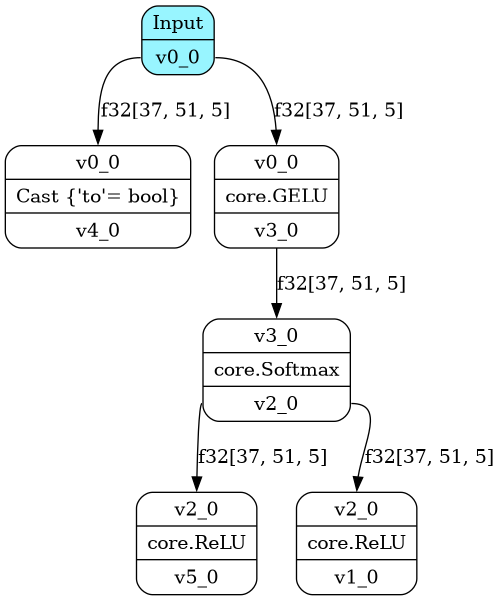 Input
v0_0
f32[37, 51, 5]
f32[37, 51, 5]
v0_0
Cast {'to'= bool}
v4_0
v0_0
core.GELU
v3_0
f32[37, 51, 5]
v3_0
core.Softmax
v2_0
f32[37, 51, 5]
f32[37, 51, 5]
v2_0
core.ReLU
v5_0
v2_0
core.ReLU
v1_0